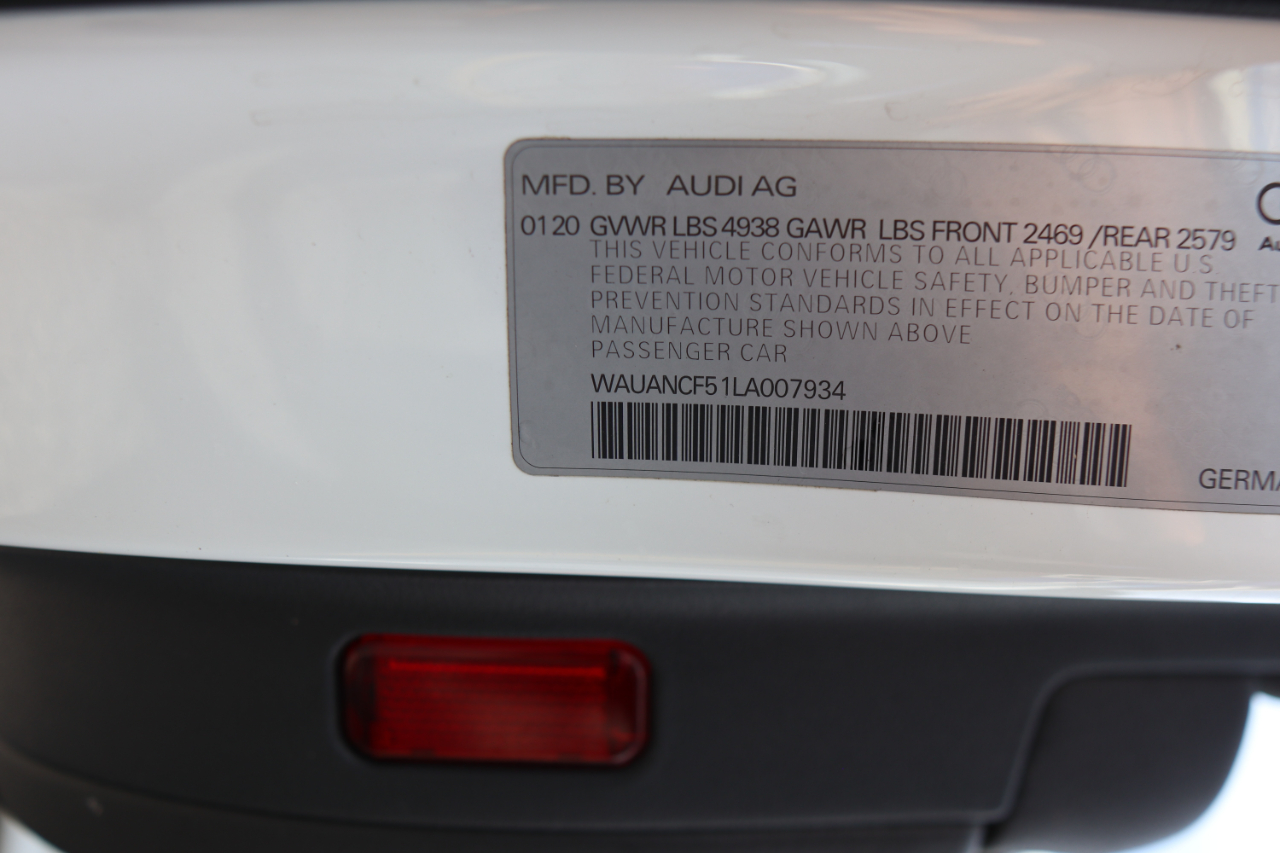 MFD. BY AUDI AG
0120 GVWR LBS 4938 GAWR LBS FRONT 2469 /REAR 2579
THIS VEHICLE CONFORMS TO ALL APPLICABLE U.S.
FEDERAL MOTOR VEHICLE SAFETY, BUMPER AND THEFT
PREVENTION STANDARDS IN EFFECT ON THE DATE OF
MANUFACTURE SHOWN ABOVE
PASSENGER CAR
WAUANCF51LA007934